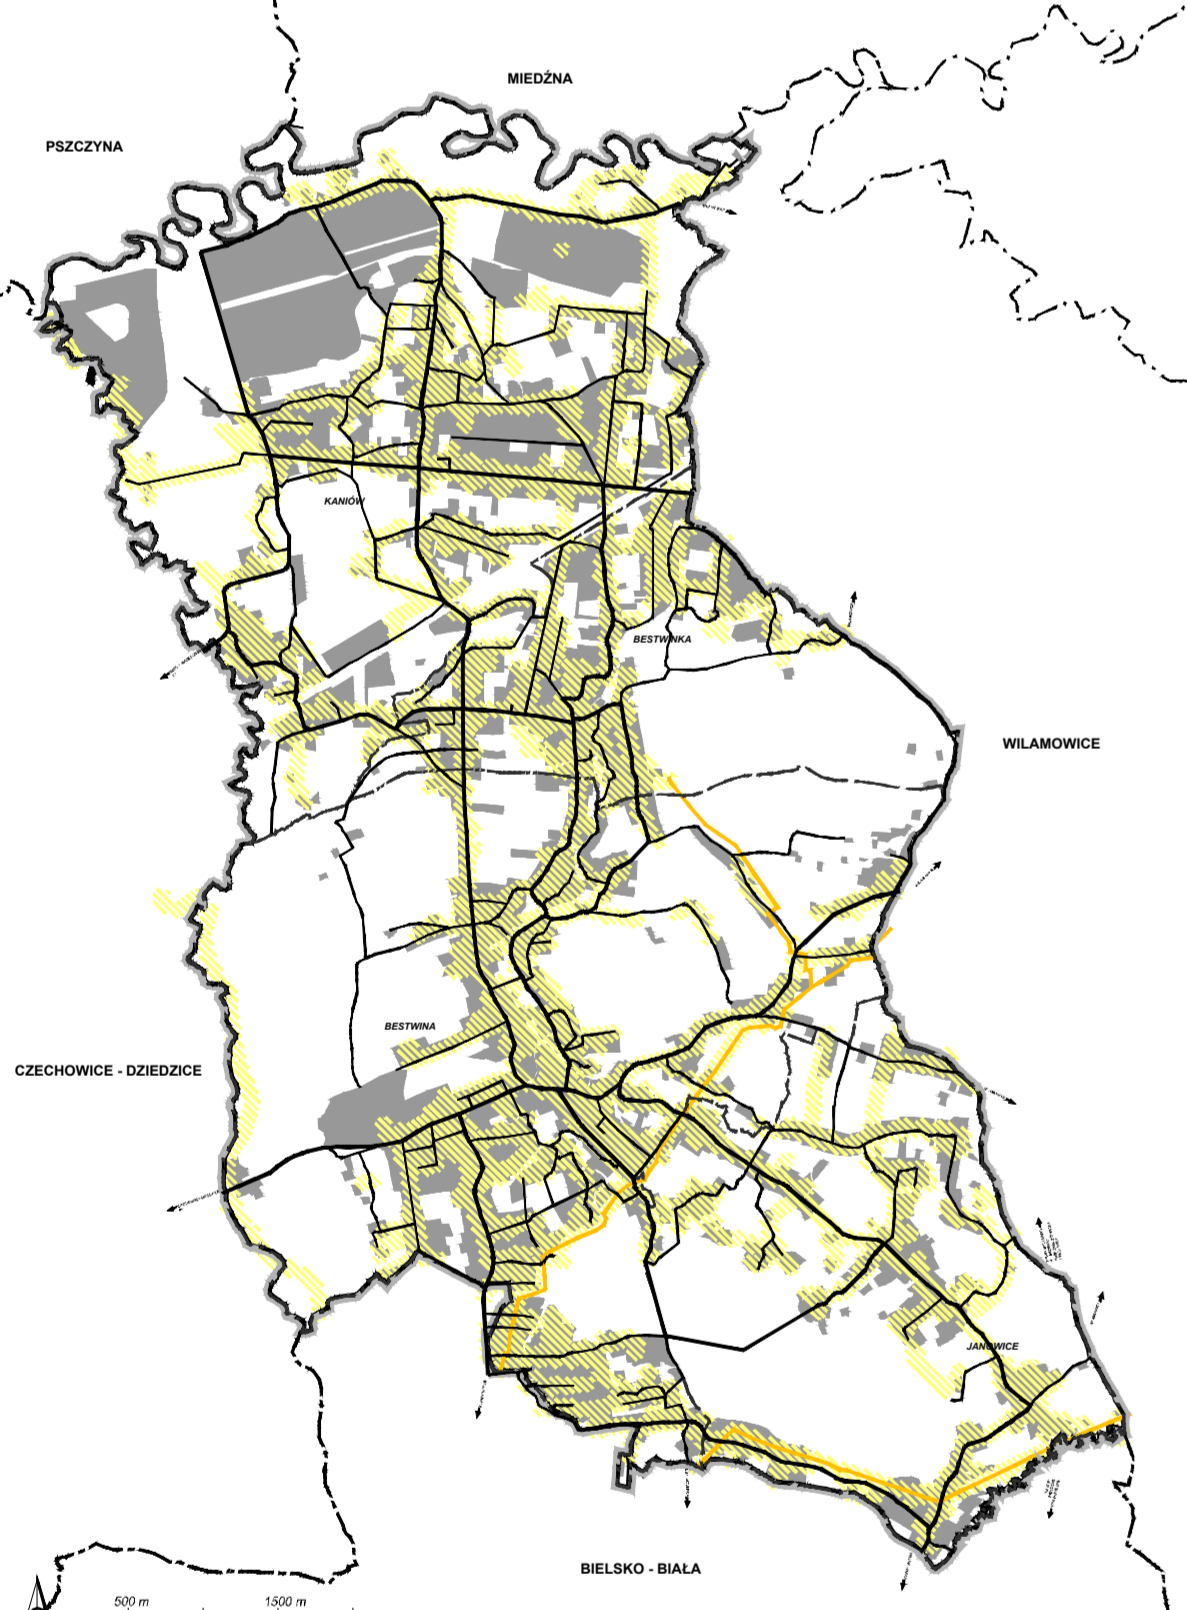 MIEDŹNA
PSZCZYNA
KANIÓW
BESTWINKA
WILAMOWICE
BESTWINA
CZECHOWICE - DZIEDZICE
JANOWICE
BIELSKO - BIAŁA
500 m
1500 m